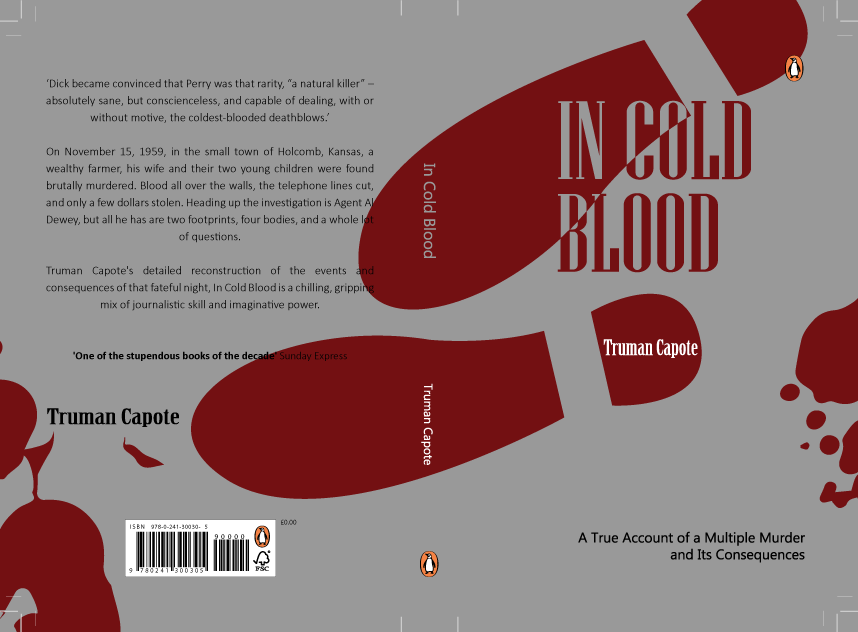 ‘Dick became convinced that Perry was that rarity, “a natural killer” –
absolutely sane, but conscienceless, and capable of dealing, with or
without motive, the coldest-blooded deathblows.’
On November 15, 1959, in the small town of Holcomb, Kansas, a
wealthy farmer, his wife and their two young children were found
brutally murdered. Blood all over the walls, the telephone lines cut,
and only a few dollars stolen. Heading up the investigation is Agent Al
Dewey, but all he has are two footprints, four bodies, and a whole lot
of questions.
Truman Capote's detailed reconstruction of the events and
consequences of that fateful night, In Cold Blood is a chilling, gripping
mix of journalistic skill and imaginative power.
'One of the stupendous books of the decade' Sunday Express
Truman Capote
ISBN 978-0-241-30030- 5
90000
9 780241 300305
FSC
£0.00
In Cold Blood
Truman Capote
IN COLD
BLOOD
Truman Capote
A True Account of a Multiple Murder
and Its Consequences